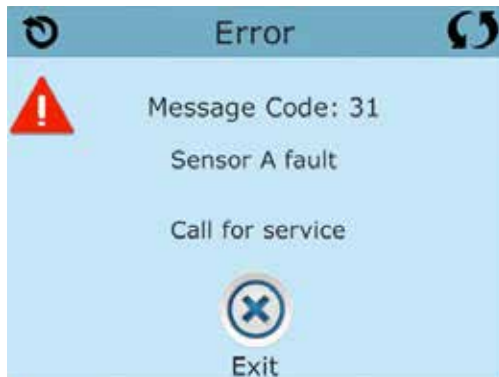 Error
Message Code: 31
Sensor A fault
Call for service
Exit